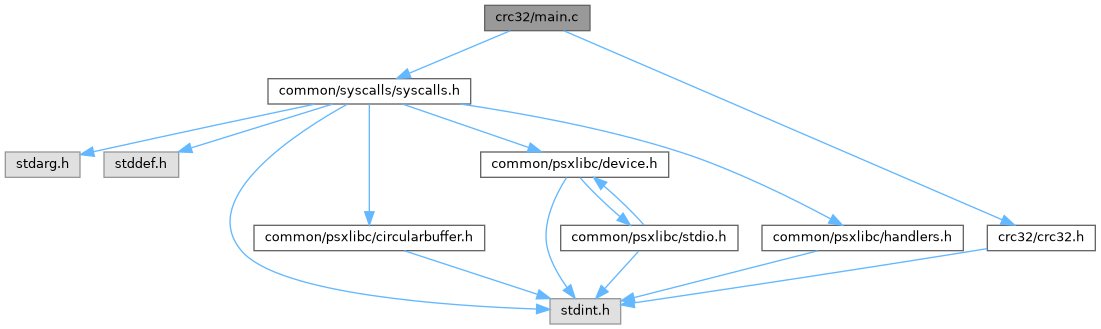 crc32/main.c
common/syscalls/syscalls.h
stdarg.h
stddef.h
common/psxlibc/device.h
common/psxlibc/circularbuffer.h
common/psxlibc/stdio.h
common/psxlibc/handlers.h
crc32/crc32.h
stdint.h